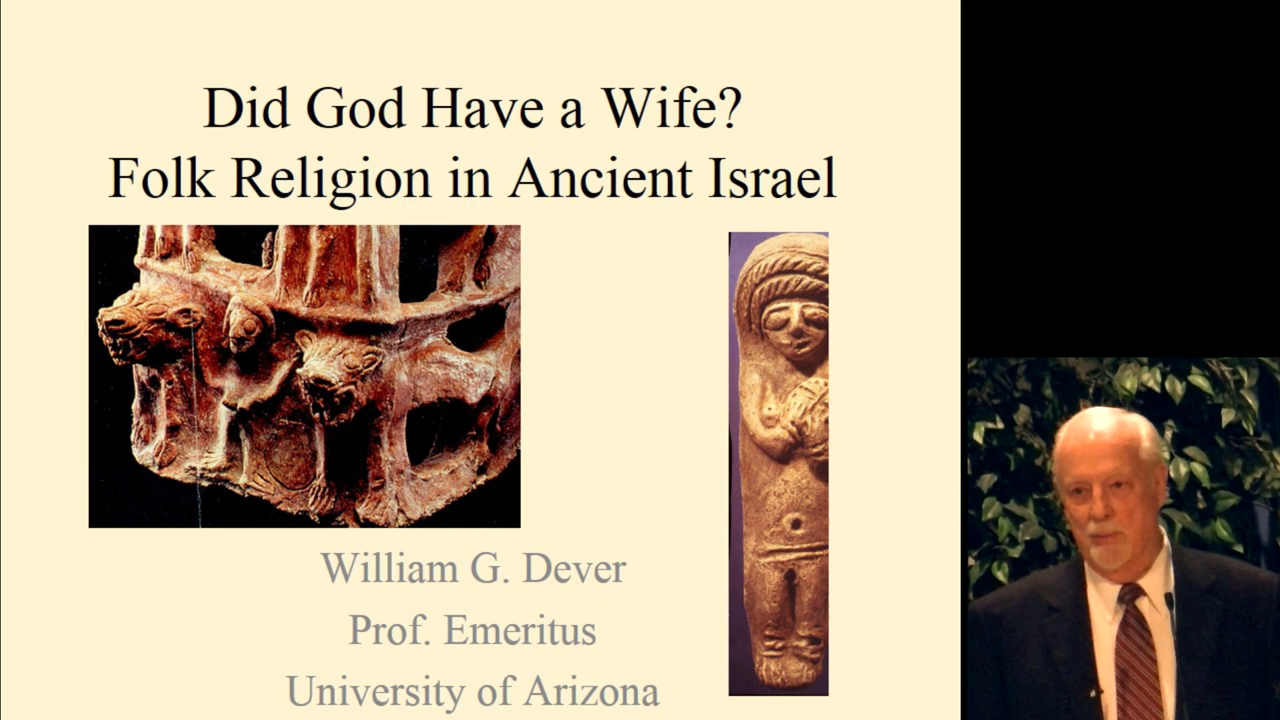 Did God Have a Wife?
Folk Religion in Ancient Israel
William G. Dever
Prof. Emeritus
University of Arizona